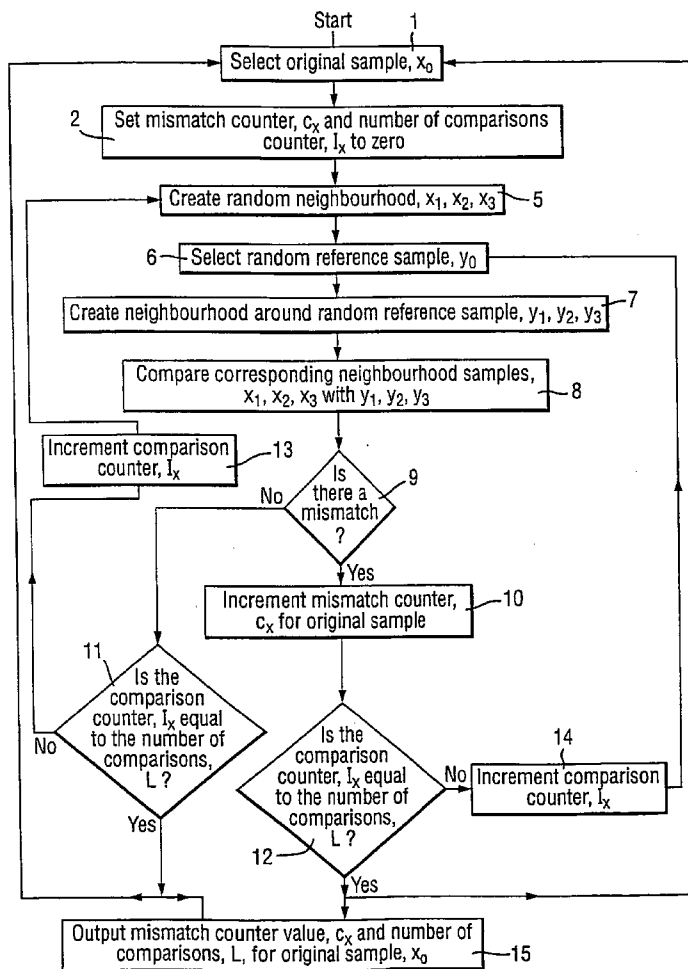 Start
1
Select original sample, x0
2
Set mismatch counter, cx and number of comparisons
counter, Ix to zero
Create random neighbourhood, x1, x2, x3
5
6
Select random reference sample, y0
7
Create neighbourhood around random reference sample, y1, y2, y3
Compare corresponding neighbourhood samples,
x1, x2, x3 with y1, y2, y3
8
Increment comparison
counter, Ix
13
Is
there a
mismatch
?
9
No
Yes
Increment mismatch counter,
cx for original sample
10
11
Is the
comparison
counter, Ix equal
to the number of
comparisons,
L ?
No
Yes
Is the
comparison
counter, Ix equal
to the number of
comparisons,
L ?
12
No
Yes
14
Increment comparison
counter, Ix
Output mismatch counter value, cx and number of
comparisons, L, for original sample, x0
15